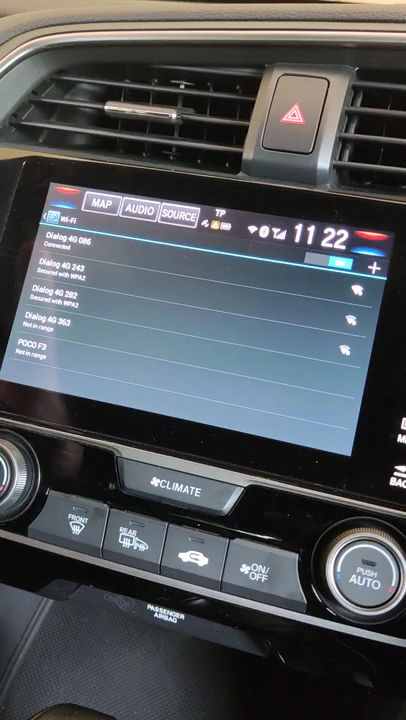 MAP AUDIO SOURCE TP 11 22
Wi-Fi
Dialog 4G 086
Connected
ON
Dialog 4G 243
Secured with WPA2
Dialog 4G 282
Secured with WPA2
Dialog 4G 363
Not in range
POCO F3
Not in range
BAC
CLIMATE
FRONT
REAR
ON/
OFF
PUSH
AUTO
PASSENGER
AIRBAG